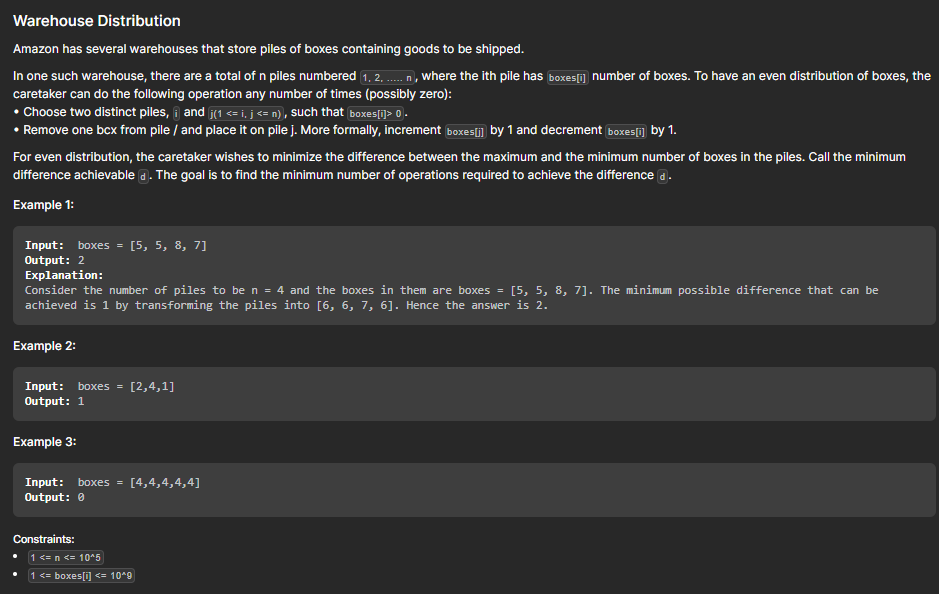 Warehouse Distribution
Amazon has several warehouses that store piles of boxes containing goods to be shipped.
In one such warehouse, there are a total of n piles numbered 1, 2, ..... n, where the ith pile has boxes[i] number of boxes. To have an even distribution of boxes, the
caretaker can do the following operation any number of times (possibly zero):
• Choose two distinct piles, i and j(1 <= i, j <= n), such that boxes[i]> 0.
• Remove one bcx from pile / and place it on pile j. More formally, increment boxes[j] by 1 and decrement boxes[i] by 1.
For even distribution, the caretaker wishes to minimize the difference between the maximum and the minimum number of boxes in the piles. Call the minimum
difference achievable d. The goal is to find the minimum number of operations required to achieve the difference d.
Example 1:
Input: boxes = [5, 5, 8, 7]
Output: 2
Explanation:
Consider the number of piles to be n = 4 and the boxes in them are boxes = [5, 5, 8, 7]. The minimum possible difference that can be
achieved is 1 by transforming the piles into [6, 6, 7, 6]. Hence the answer is 2.
Example 2:
Input: boxes = [2,4,1]
Output: 1
Example 3:
Input: boxes = [4,4,4,4,4]
Output: 0
Constraints:
• 1 <= n <= 10^5
• 1 <= boxes[i] <= 10^9